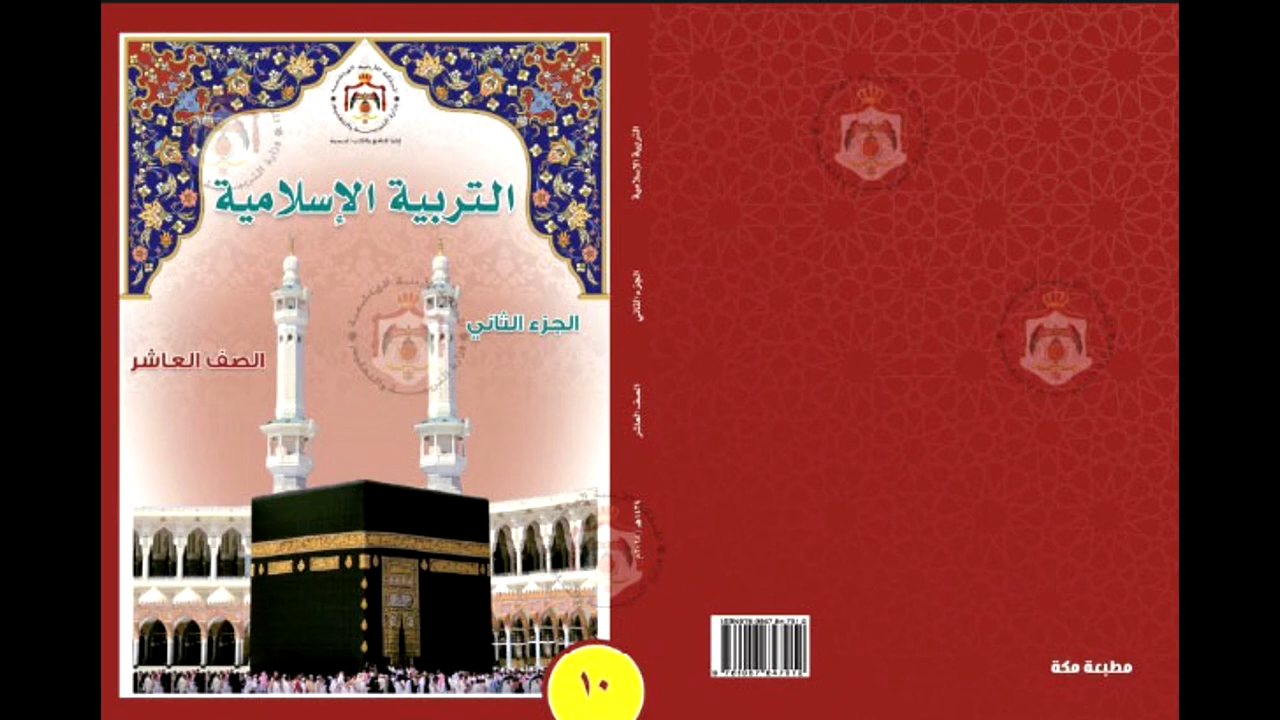 التربية الإسلامية
الجزء الثاني
الصف العاشر
١٠
التربية الإسلامية
الجزء الثاني
الصف العاشر
مطبعة مكة